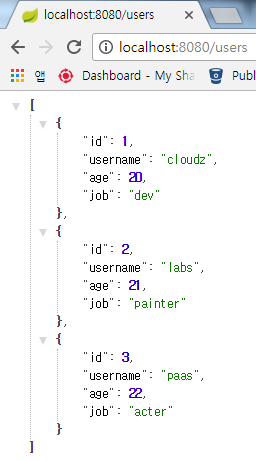 localhost:8080/users
localhost:8080/users
앱
Dashboard - My Sha
Publ
[
{
"id": 1,
"username": "cloudz",
"age": 20,
"job": "dev"
},
{
"id": 2,
"username": "labs",
"age": 21,
"job": "painter"
},
{
"id": 3,
"username": "paas",
"age": 22,
"job": "acter"
}
]